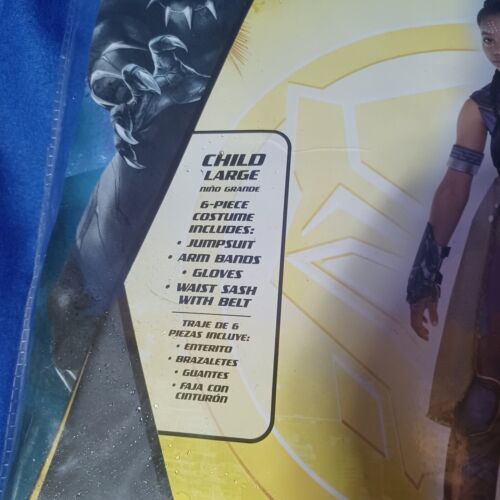 CHILD
LARGE
NIÑO GRANDE
6-PIECE
COSTUME
INCLUDES:
• JUMPSUIT
• ARM BANDS
• GLOVES
• WAIST SASH
WITH BELT
TRAJE DE 6
PIEZAS INCLUYE:
• ENTERITO
• BRAZALETES
• GUANTES
• FAJA CON
CINTURÓN